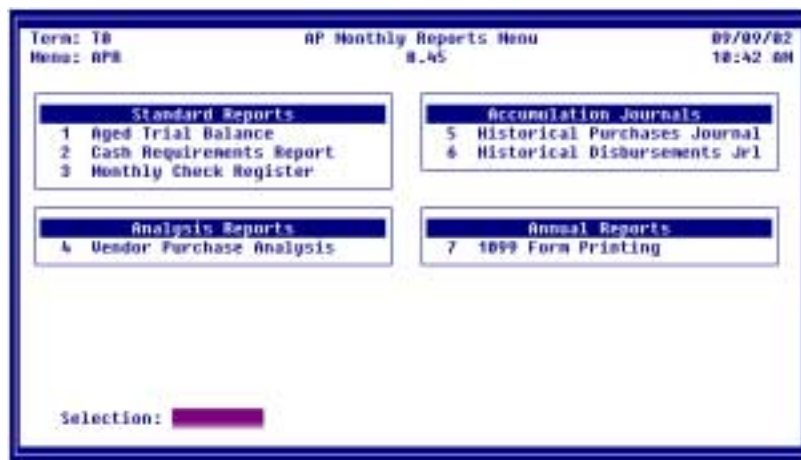 Term: T0 AP Monthly Reports Menu 09/09/02
Menu: APR 8.45 10:42 AM
Standard Reports
1 Aged Trial Balance
2 Cash Requirements Report
3 Monthly Check Register
Accumulation Journals
5 Historical Purchases Journal
6 Historical Disbursements Jrl
Analysis Reports
4 Vendor Purchase Analysis
Annual Reports
7 1099 Form Printing
Selection: